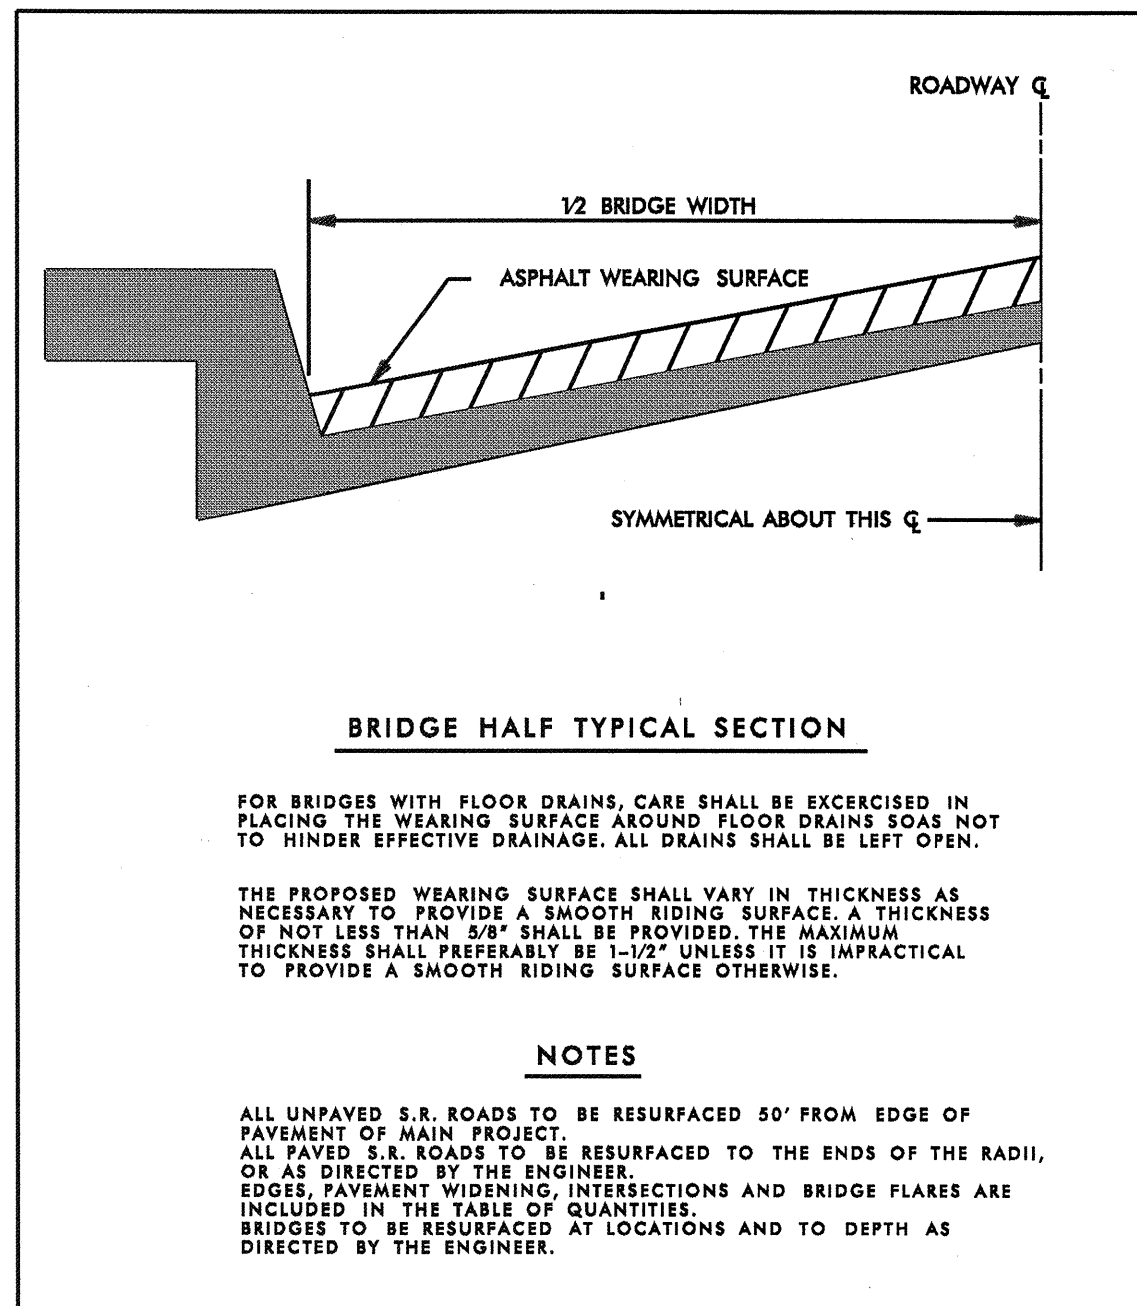 ROADWAY ℄
1/2 BRIDGE WIDTH
ASPHALT WEARING SURFACE
SYMMETRICAL ABOUT THIS ℄
BRIDGE HALF TYPICAL SECTION
FOR BRIDGES WITH FLOOR DRAINS, CARE SHALL BE EXCERCISED IN
PLACING THE WEARING SURFACE AROUND FLOOR DRAINS SOAS NOT
TO HINDER EFFECTIVE DRAINAGE. ALL DRAINS SHALL BE LEFT OPEN.
THE PROPOSED WEARING SURFACE SHALL VARY IN THICKNESS AS
NECESSARY TO PROVIDE A SMOOTH RIDING SURFACE. A THICKNESS
OF NOT LESS THAN 5/8" SHALL BE PROVIDED. THE MAXIMUM
THICKNESS SHALL PREFERABLY BE 1-1/2" UNLESS IT IS IMPRACTICAL
TO PROVIDE A SMOOTH RIDING SURFACE OTHERWISE.
NOTES
ALL UNPAVED S.R. ROADS TO BE RESURFACED 50' FROM EDGE OF
PAVEMENT OF MAIN PROJECT.
ALL PAVED S.R. ROADS TO BE RESURFACED TO THE ENDS OF THE RADII,
OR AS DIRECTED BY THE ENGINEER.
EDGES, PAVEMENT WIDENING, INTERSECTIONS AND BRIDGE FLARES ARE
INCLUDED IN THE TABLE OF QUANTITIES.
BRIDGES TO BE RESURFACED AT LOCATIONS AND TO DEPTH AS
DIRECTED BY THE ENGINEER.